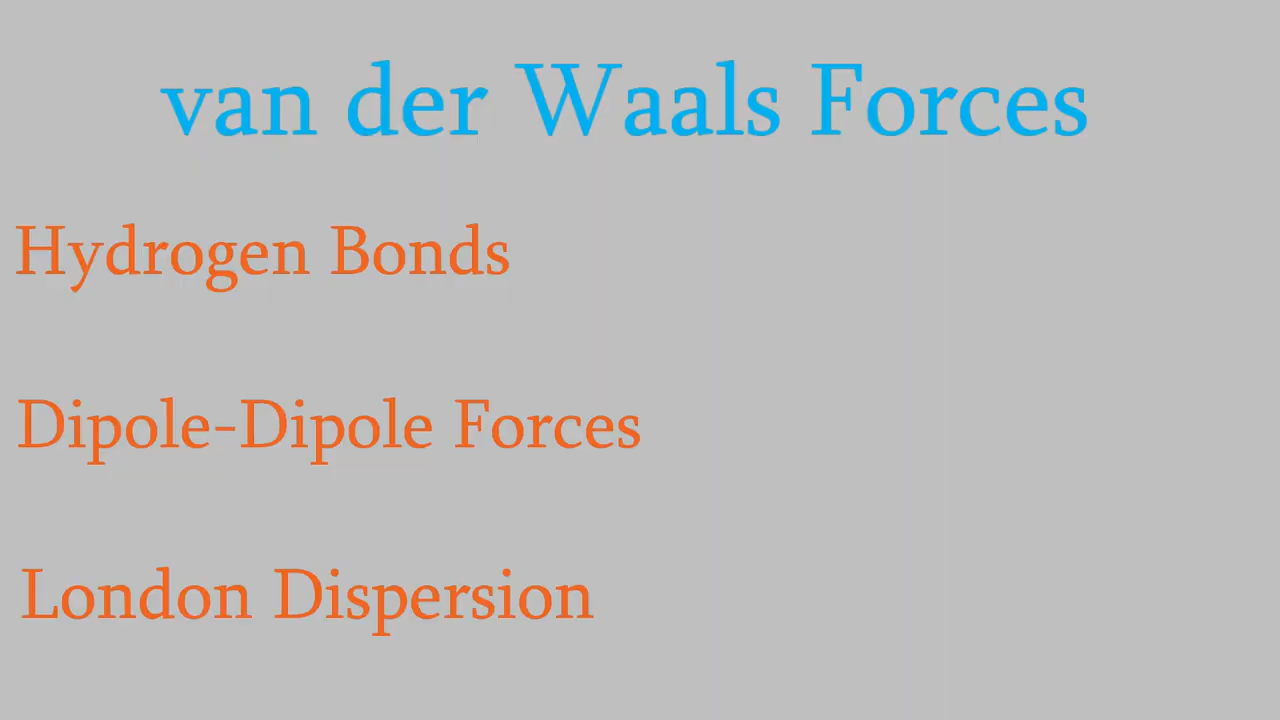 van der Waals Forces
Hydrogen Bonds
Dipole-Dipole Forces
London Dispersion